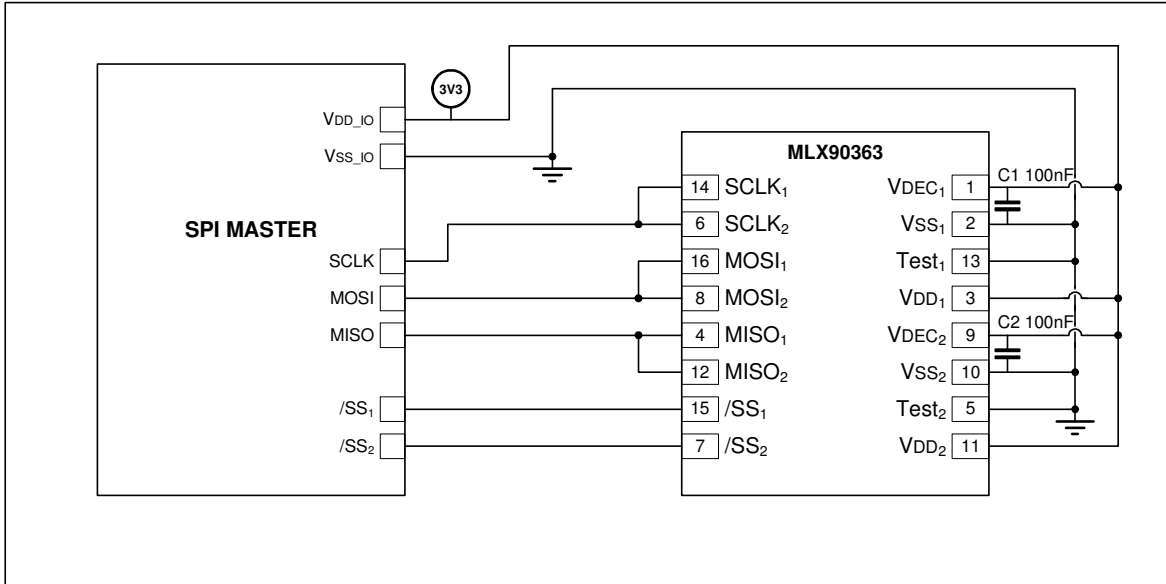 3V3
VDD_IO
VSS_IO
SPI MASTER
SCLK
MOSI
MISO
/SS1
/SS2
MLX90363
14 SCLK1 VDEC1 1 C1 100nF
6 SCLK2 VSS1 2
16 MOSI1 Test1 13
8 MOSI2 VDD1 3
4 MISO1 VDEC2 9 C2 100nF
12 MISO2 VSS2 10
15 /SS1 Test2 5
7 /SS2 VDD2 11